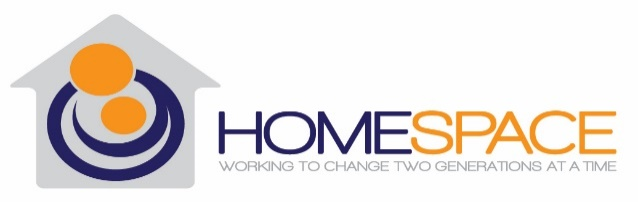 HOMESPACE
WORKING TO CHANGE TWO GENERATIONS AT A TIME